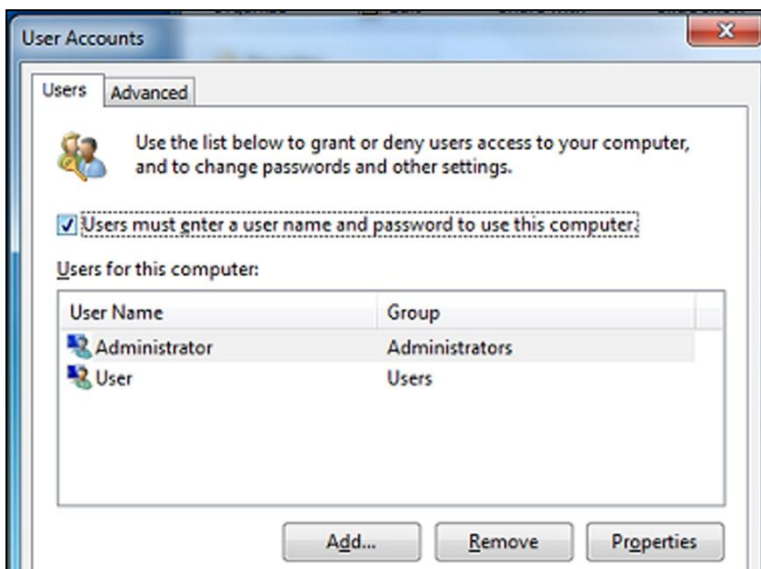 User Accounts
Users Advanced
Use the list below to grant or deny users access to your computer,
and to change passwords and other settings.
Users must enter a user name and password to use this computer.
Users for this computer:
User Name Group
Administrator Administrators
User Users
Add... Remove Properties